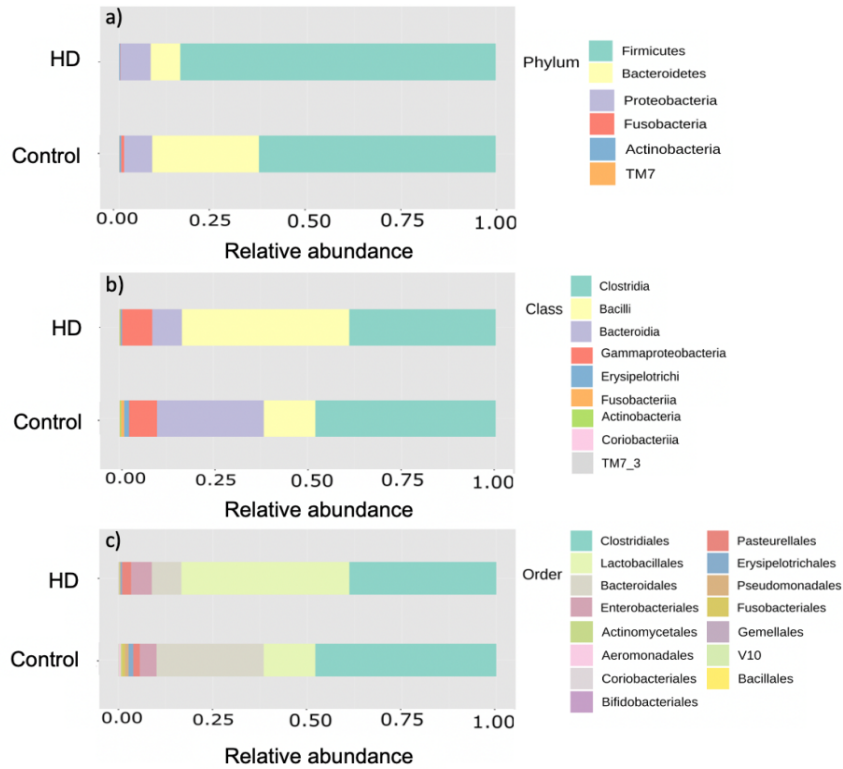 a)
HD
Control
0.00 0.25 0.50 0.75 1.00
Relative abundance
Phylum
Firmicutes
Bacteroidetes
Proteobacteria
Fusobacteria
Actinobacteria
TM7
b)
HD
Control
0.00 0.25 0.50 0.75 1.00
Relative abundance
Class
Clostridia
Bacilli
Bacteroidia
Gammaproteobacteria
Erysipelotrichi
Fusobacteriia
Actinobacteria
Coriobacteriia
TM7_3
c)
HD
Control
0.00 0.25 0.50 0.75 1.00
Relative abundance
Order
Clostridiales
Lactobacillales
Bacteroidales
Enterobacteriales
Actinomycetales
Aeromonadales
Coriobacteriales
Bifidobacteriales
Pasteurellales
Erysipelotrichales
Pseudomonadales
Fusobacteriales
Gemellales
V10
Bacillales